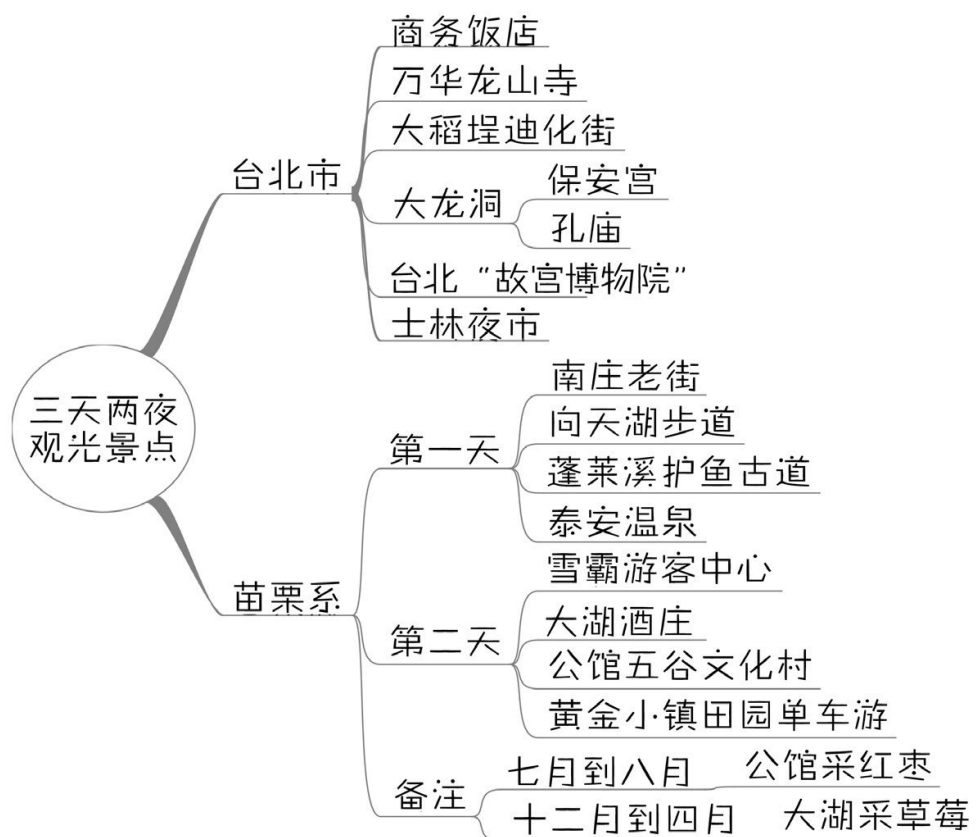 三天两夜
观光景点
台北市
商务饭店
万华龙山寺
大稻埕迪化街
大龙洞
保安宫
孔庙
台北“故宫博物院”
士林夜市
苗栗系
第一天
南庄老街
向天湖步道
蓬莱溪护鱼古道
泰安温泉
第二天
雪霸游客中心
大湖酒庄
公馆五谷文化村
黄金小镇田园单车游
备注
七月到八月
公馆采红枣
十二月到四月
大湖采草莓